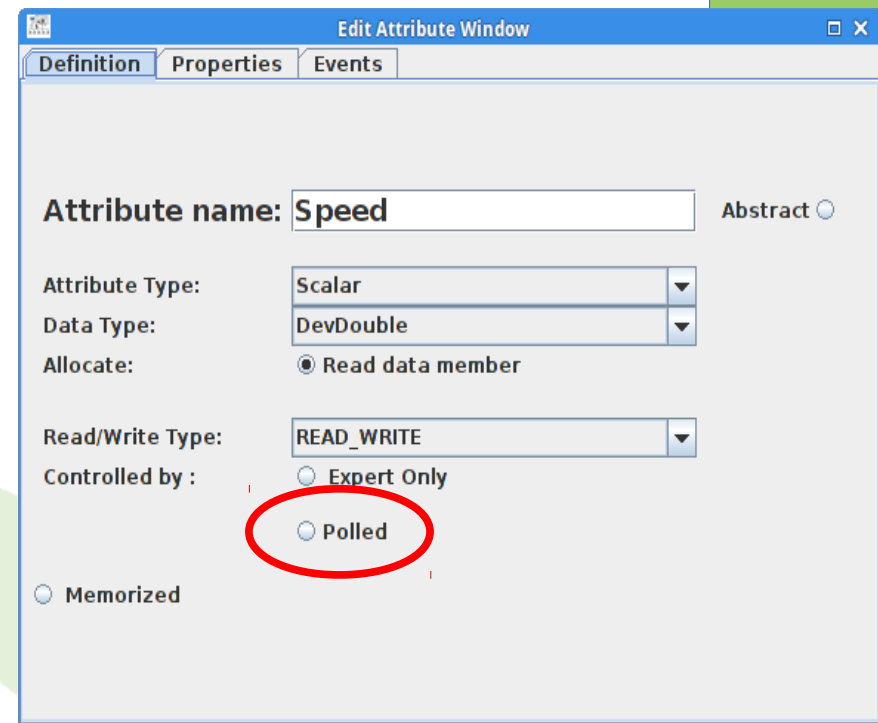 Edit Attribute Window
Definition Properties Events
Attribute name: Speed Abstract
Attribute Type: Scalar
Data Type: DevDouble
Allocate: Read data member
Read/Write Type: READ_WRITE
Controlled by : Expert Only
Polled
Memorized